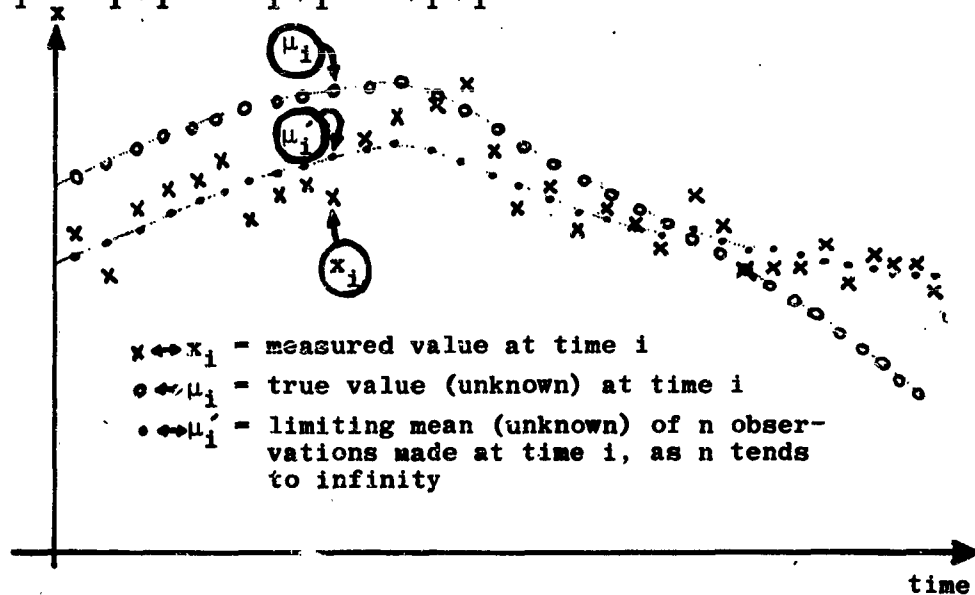 x
μi
μi′
xi
x ↔ xi = measured value at time i
o ↔ μi = true value (unknown) at time i
• ↔ μi′ = limiting mean (unknown) of n obser-
vations made at time i, as n tends
to infinity
time